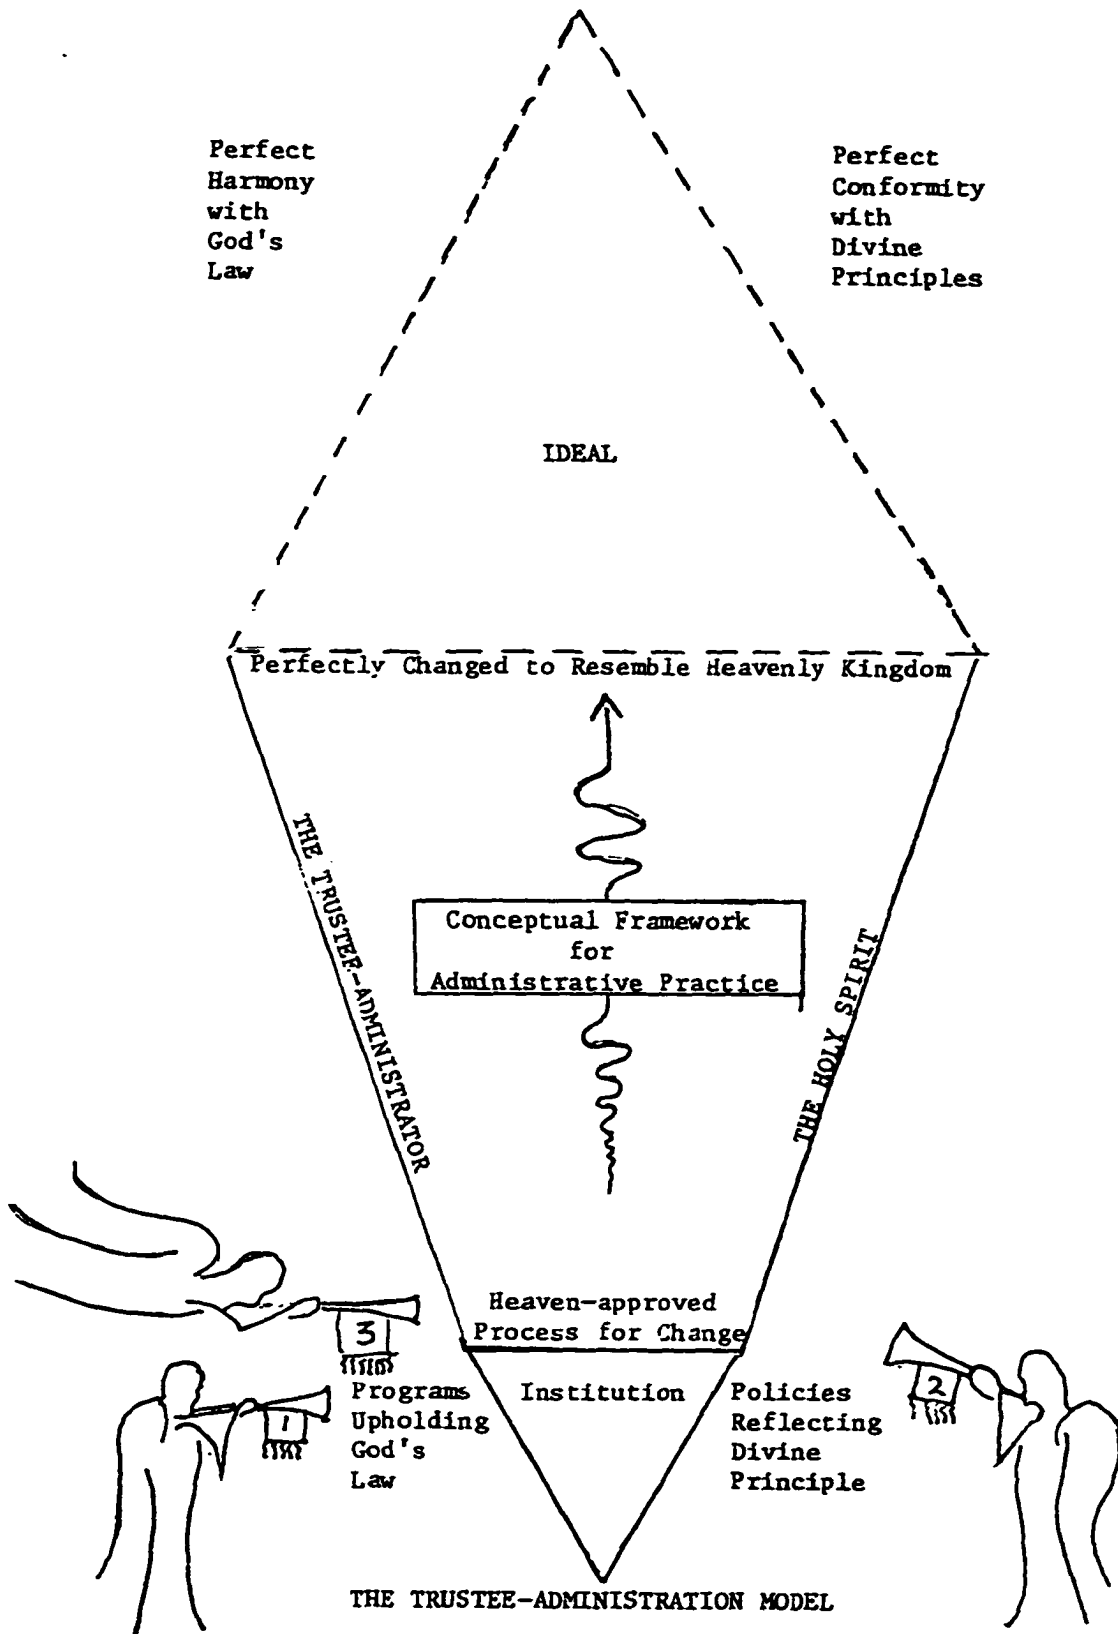 Perfect
Harmony
with
God's
Law
Perfect
Conformity
with
Divine
Principles
IDEAL
Perfectly Changed to Resemble Heavenly Kingdom
THE TRUSTEE-ADMINISTRATOR
Conceptual Framework
for
Administrative Practice
THE HOLY SPIRIT
Heaven-approved
Process for Change
3
1
Programs
Upholding
God's
Law
Institution
Policies
Reflecting
Divine
Principle
2
THE TRUSTEE-ADMINISTRATION MODEL